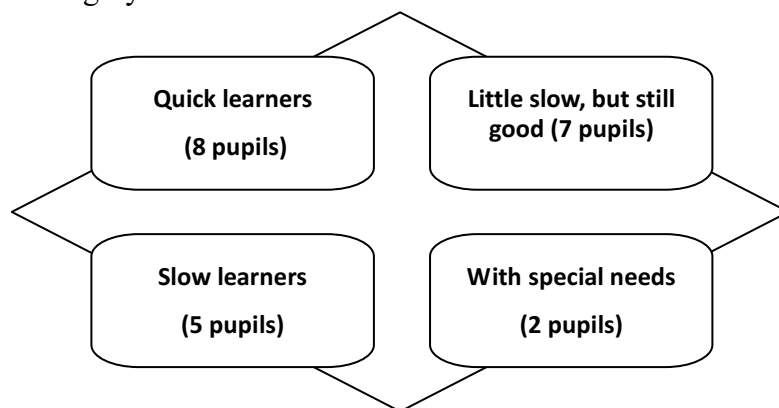 Quick learners
(8 pupils)
Little slow, but still
good (7 pupils)
Slow learners
(5 pupils)
With special needs
(2 pupils)